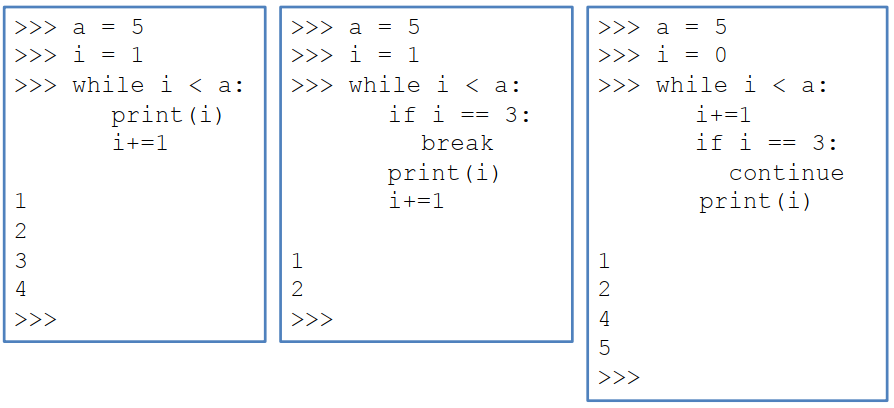 >>> a = 5
>>> i = 1
>>> while i < a:
       print(i)
       i+=1

1
2
3
4
>>>
>>> a = 5
>>> i = 1
>>> while i < a:
       if i == 3:
         break
       print(i)
       i+=1

1
2
>>>
>>> a = 5
>>> i = 0
>>> while i < a:
       i+=1
       if i == 3:
         continue
       print(i)

1
2
4
5
>>>